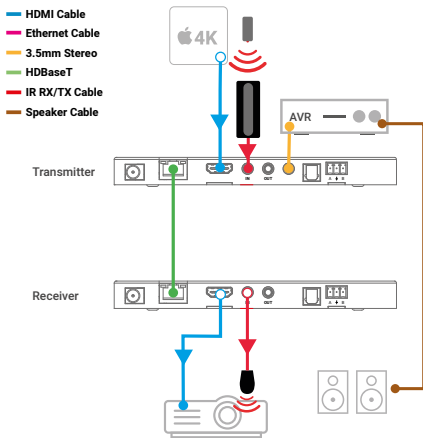 HDMI Cable
Ethernet Cable
3.5mm Stereo
HDBaseT
IR RX/TX Cable
Speaker Cable
4K
AVR
Transmitter
IN
OUT
A
B
Receiver
OUT
A
B